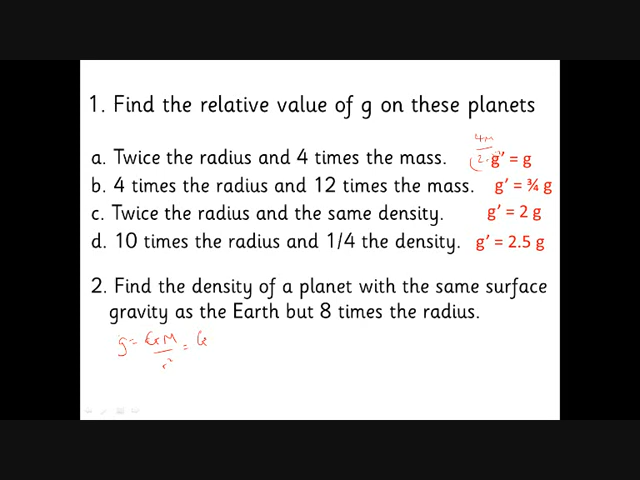 1. Find the relative value of g on these planets
4M
a. Twice the radius and 4 times the mass. g' = g
b. 4 times the radius and 12 times the mass. g' = ¾ g
c. Twice the radius and the same density. g' = 2 g
d. 10 times the radius and 1/4 the density. g' = 2.5 g
2. Find the density of a planet with the same surface
gravity as the Earth but 8 times the radius.
g = GM = G
r²